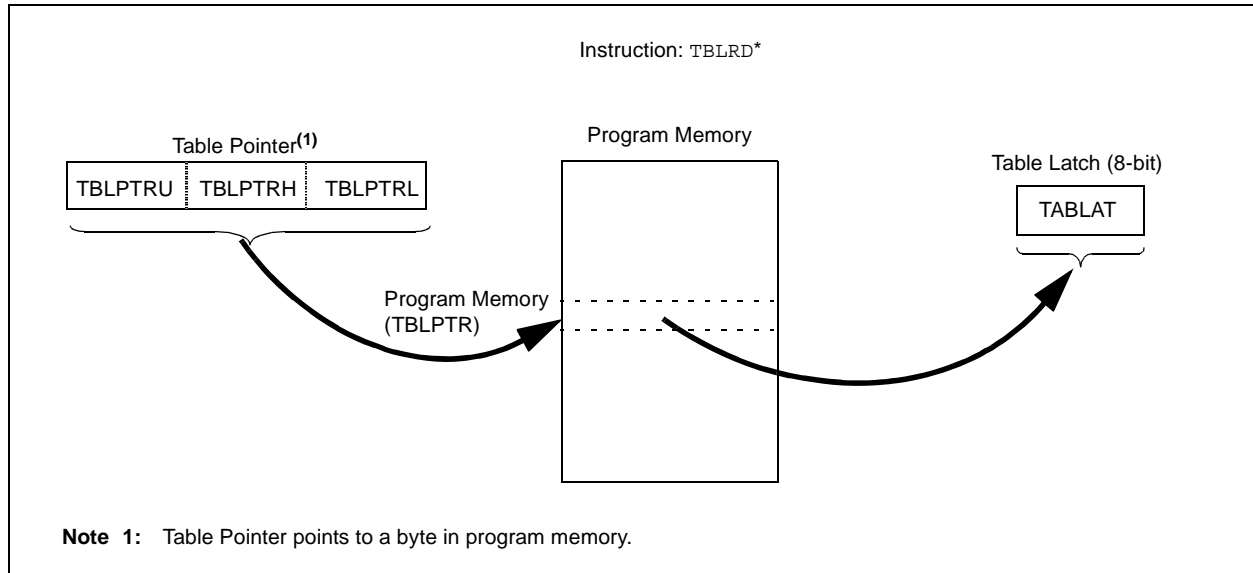 Instruction: TBLRD*
Program Memory
Table Pointer(1)
Table Latch (8-bit)
TBLPTRU TBLPTRH TBLPTRL
TABLAT
Program Memory
(TBLPTR)
Note 1: Table Pointer points to a byte in program memory.